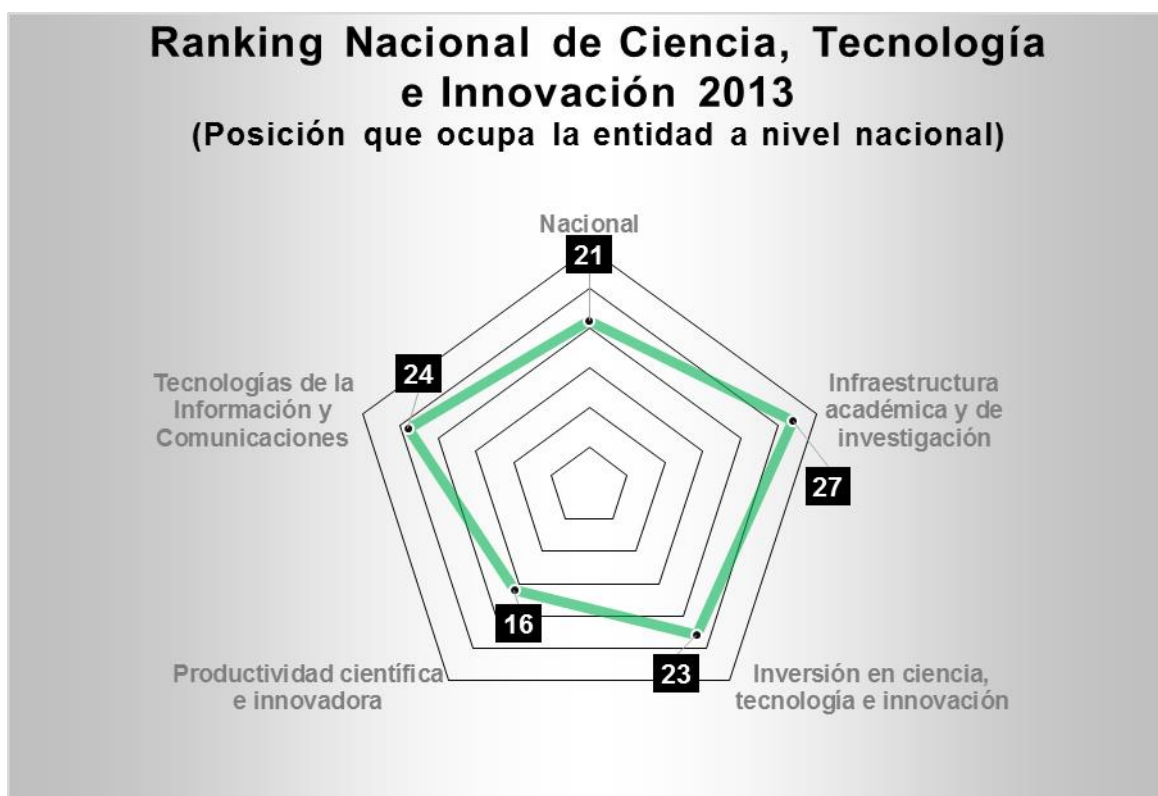 Ranking Nacional de Ciencia, Tecnología
e Innovación 2013
(Posición que ocupa la entidad a nivel nacional)
Nacional
21
24
Tecnologías de la
Información y
Comunicaciones
Infraestructura
académica y de
investigación
27
16
23
Productividad científica
e innovadora
Inversión en ciencia,
tecnología e innovación